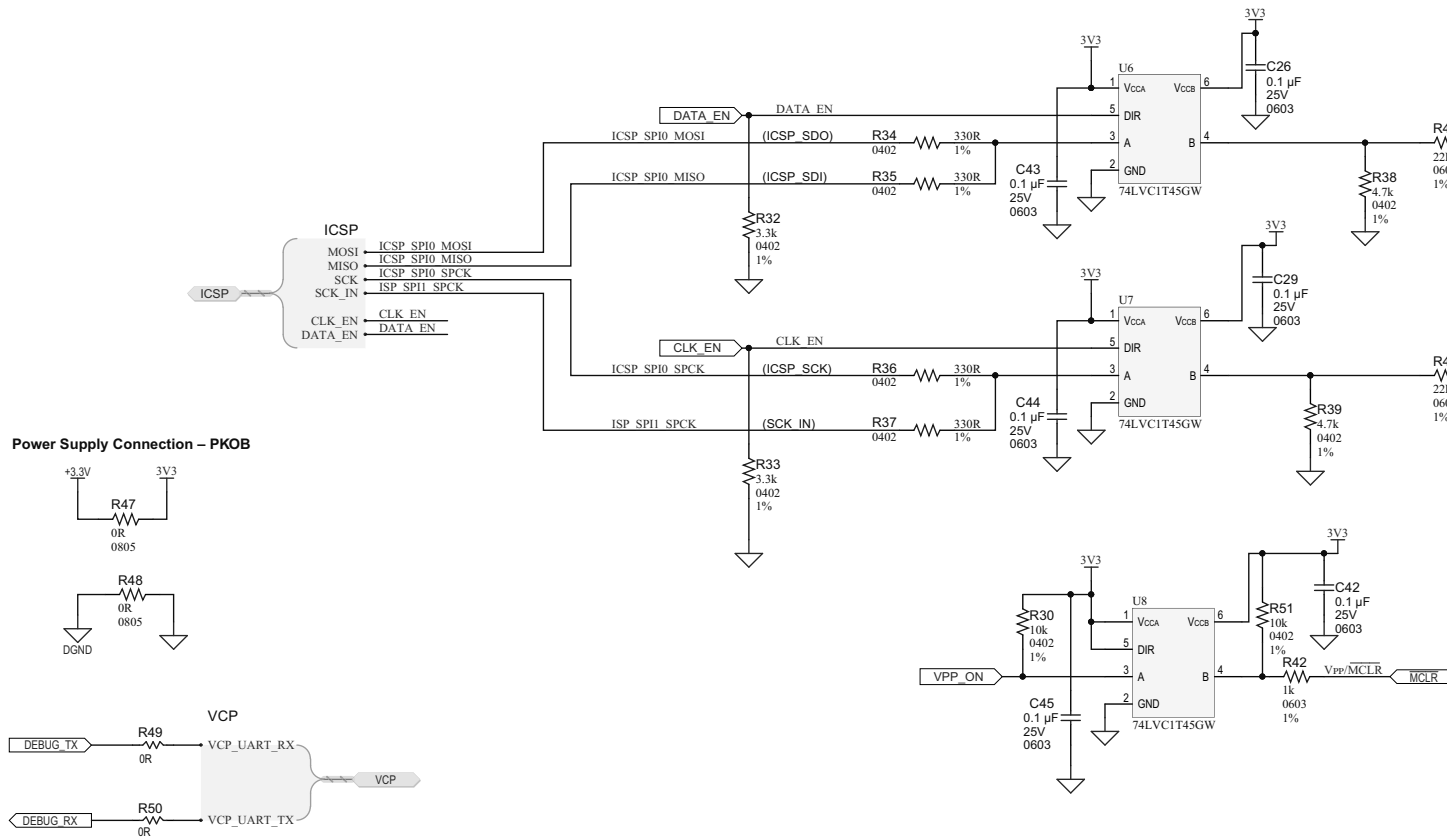 3V3
C26
0.1 µF
25V
0603
3V3
U6
1 VCCA VCCB 6
5 DIR
3 A B 4
2 GND
74LVC1T45GW
DATA_EN DATA_EN
ICSP_SPI0_MOSI (ICSP_SDO) R34 330R
0402 1%
ICSP_SPI0_MISO (ICSP_SDI) R35 330R
0402 1%
C43
0.1 µF
25V
0603
R38
4.7k
0402
1%
R32
3.3k
0402
1%
ICSP
MOSI ICSP_SPI0_MOSI
MISO ICSP_SPI0_MISO
SCK ICSP_SPI0_SPCK
SCK_IN ISP_SPI1_SPCK
CLK_EN CLK_EN
DATA_EN DATA_EN
ICSP
3V3
C29
0.1 µF
25V
0603
3V3
U7
1 VCCA VCCB 6
5 DIR
3 A B 4
2 GND
74LVC1T45GW
CLK_EN CLK_EN
ICSP_SPI0_SPCK (ICSP_SCK) R36 330R
0402 1%
ISP_SPI1_SPCK (SCK_IN) R37 330R
0402 1%
C44
0.1 µF
25V
0603
R39
4.7k
0402
1%
R33
3.3k
0402
1%
Power Supply Connection – PKOB
+3.3V 3V3
R47
0R
0805
R48
0R
0805
DGND
3V3
C42
0.1 µF
25V
0603
3V3
U8
1 VCCA VCCB 6
5 DIR
3 A B 4
2 GND
74LVC1T45GW
R30
10k
0402
1%
R51
10k
0402
1%
VPP_ON
R42
1k
0603
1%
VPP/MCLR MCLR
C45
0.1 µF
25V
0603
VCP
DEBUG_TX R49 VCP_UART_RX
0R
VCP
DEBUG_RX R50 VCP_UART_TX
0R